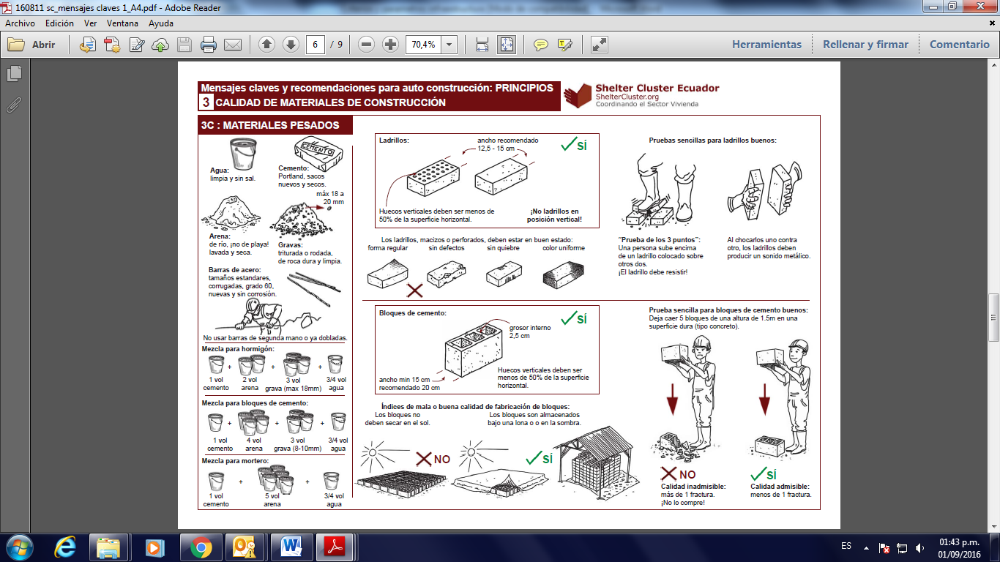 160811 sc_mensajes claves 1_A4.pdf - Adobe Reader
Archivo Edición Ver Ventana Ayuda
Abrir
6 / 9
70,4%
Herramientas
Rellenar y firmar
Comentario
Mensajes claves y recomendaciones para auto construcción: PRINCIPIOS
3 CALIDAD DE MATERIALES DE CONSTRUCCIÓN
Shelter Cluster Ecuador
ShelterCluster.org
Coordinando el Sector Vivienda
3C : MATERIALES PESADOS
CEMENTO
Agua:
limpia y sin sal.
Cemento:
Portland, sacos
nuevos y secos.
máx 18 a
20 mm
Arena:
de río, ¡no de playa!
lavada y seca.
Gravas:
triturada o rodada,
de roca dura y limpia.
Barras de acero:
tamaños estandares,
corrugadas, grado 60,
nuevas y sin corrosión.
No usar barras de segunda mano o ya dobladas.
Mezcla para hormigón:
+ + +
1 vol 2 vol 3 vol 3/4 vol
cemento arena grava (max 18mm) agua
Mezcla para bloques de cemento:
+ + +
1 vol 4 vol 3 vol 3/4 vol
cemento arena grava (8-10mm) agua
Mezcla para mortero:
+ +
1 vol 5 vol 3/4 vol
cemento arena agua
Ladrillos:
ancho recomendado
12,5 - 15 cm
SÍ
Huecos verticales deben ser menos de
50% de la superficie horizontal.
¡No ladrillos en
posición vertical!
Los ladrillos, macizos o perforados, deben estar en buen estado:
forma regular sin defectos sin quiebre color uniforme
Pruebas sencillas para ladrillos buenos:
"Prueba de los 3 puntos":
Una persona sube encima
de un ladrillo colocado sobre
otros dos.
¡El ladrillo debe resistir!
Al chocarlos uno contra
otro, los ladrillos deben
producir un sonido metálico.
Bloques de cemento:
SÍ
grosor interno
2,5 cm
ancho min 15 cm
recomendado 20 cm
Huecos verticales deben ser
menos de 50% de la superficie
horizontal.
Índices de mala o buena calidad de fabricación de bloques:
Los bloques no
deben secar en el sol.
Los bloques son almacenados
bajo una lona o o en la sombra.
NO
SÍ
Prueba sencilla para bloques de cemento buenos:
Deja caer 5 bloques de una altura de 1.5m en una
superficie dura (tipo concreto).
NO
Calidad inadmisible:
más de 1 fractura.
¡No lo compre!
SÍ
Calidad admisible:
menos de 1 fractura.
ES
01:43 p.m.
01/09/2016